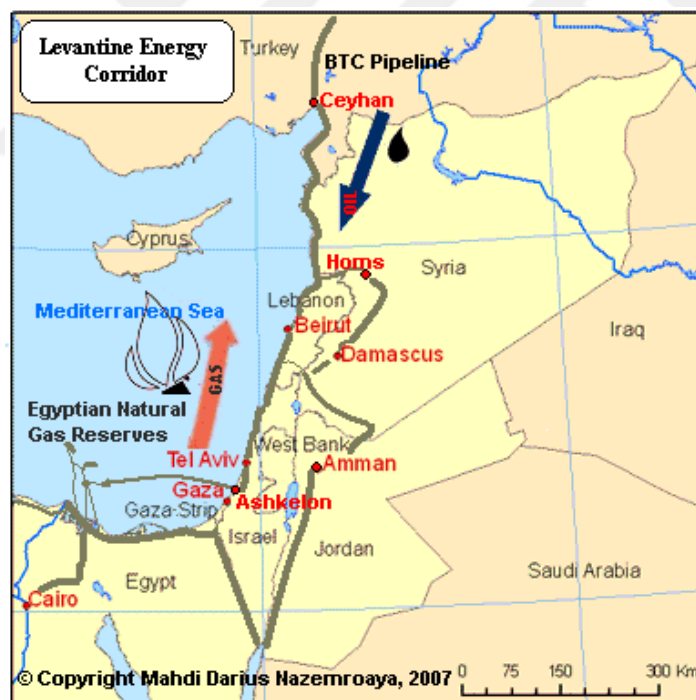 Levantine Energy
Corridor
Turkey
BTC Pipeline
Ceyhan
OIL
Cyprus
Homs
Syria
Mediterranean Sea
Lebanon
Beirut
Iraq
Damascus
GAS
Egyptian Natural
Gas Reserves
West Bank
Tel Aviv
Amman
Gaza
Ashkelon
Gaza-Strip
Israel
Jordan
Saudi Arabia
Egypt
Cairo
© Copyright Mahdi Darius Nazemroaya, 2007
0 75 150 300 Km